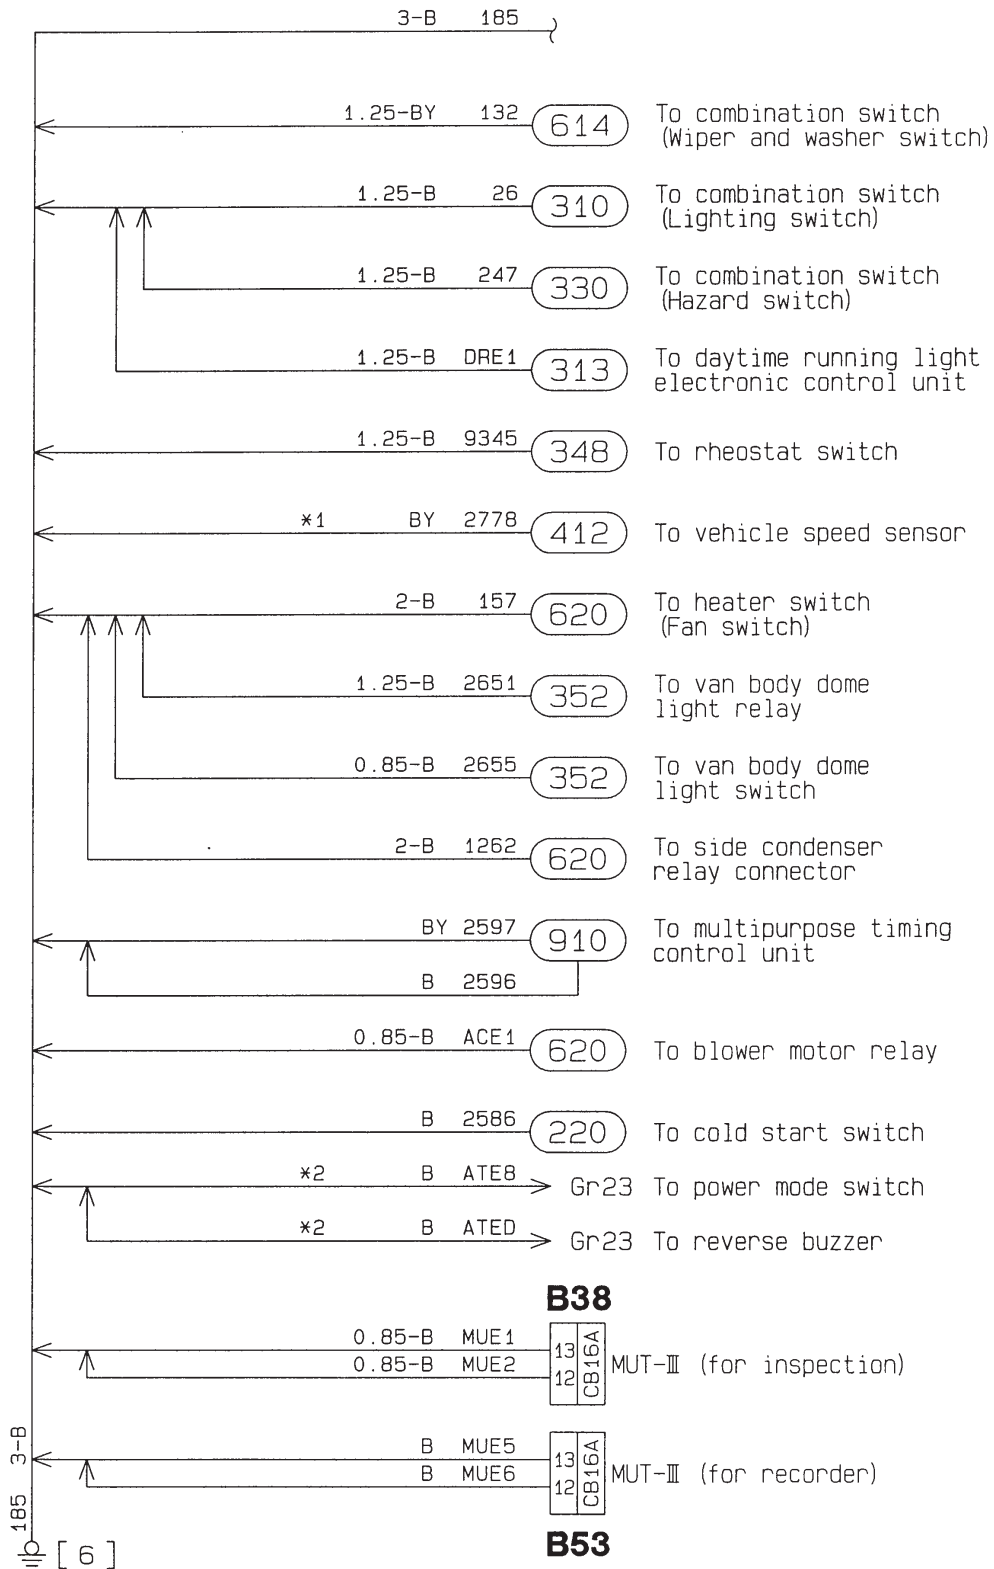 3-B 185
1.25-BY 132 614 To combination switch
(Wiper and washer switch)
1.25-B 26 310 To combination switch
(Lighting switch)
1.25-B 247 330 To combination switch
(Hazard switch)
1.25-B DRE1 313 To daytime running light
electronic control unit
1.25-B 9345 348 To rheostat switch
*1 BY 2778 412 To vehicle speed sensor
2-B 157 620 To heater switch
(Fan switch)
1.25-B 2651 352 To van body dome
light relay
0.85-B 2655 352 To van body dome
light switch
2-B 1262 620 To side condenser
relay connector
BY 2597 910 To multipurpose timing
control unit
B 2596
0.85-B ACE1 620 To blower motor relay
B 2586 220 To cold start switch
*2 B ATE8 Gr23 To power mode switch
*2 B ATED Gr23 To reverse buzzer
B38
0.85-B MUE1 13
0.85-B MUE2 12
CB16A
MUT-Ⅲ (for inspection)
B MUE5 13
B MUE6 12
CB16A
MUT-Ⅲ (for recorder)
B53
185 3-B
[6]